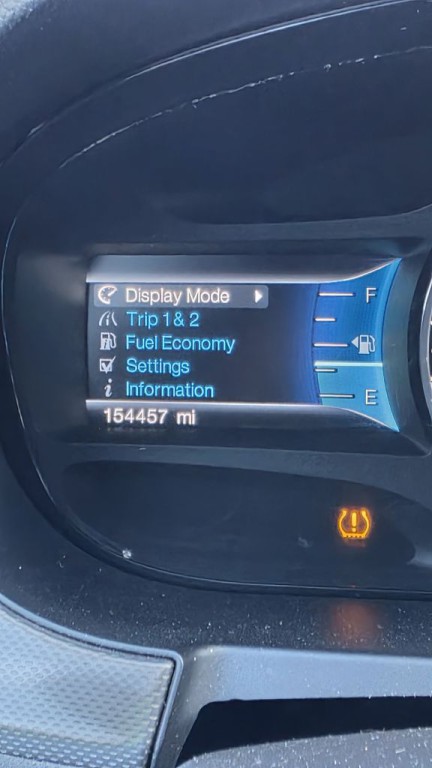 Display Mode
Trip 1 & 2
Fuel Economy
Settings
i Information
154457 mi
F
E